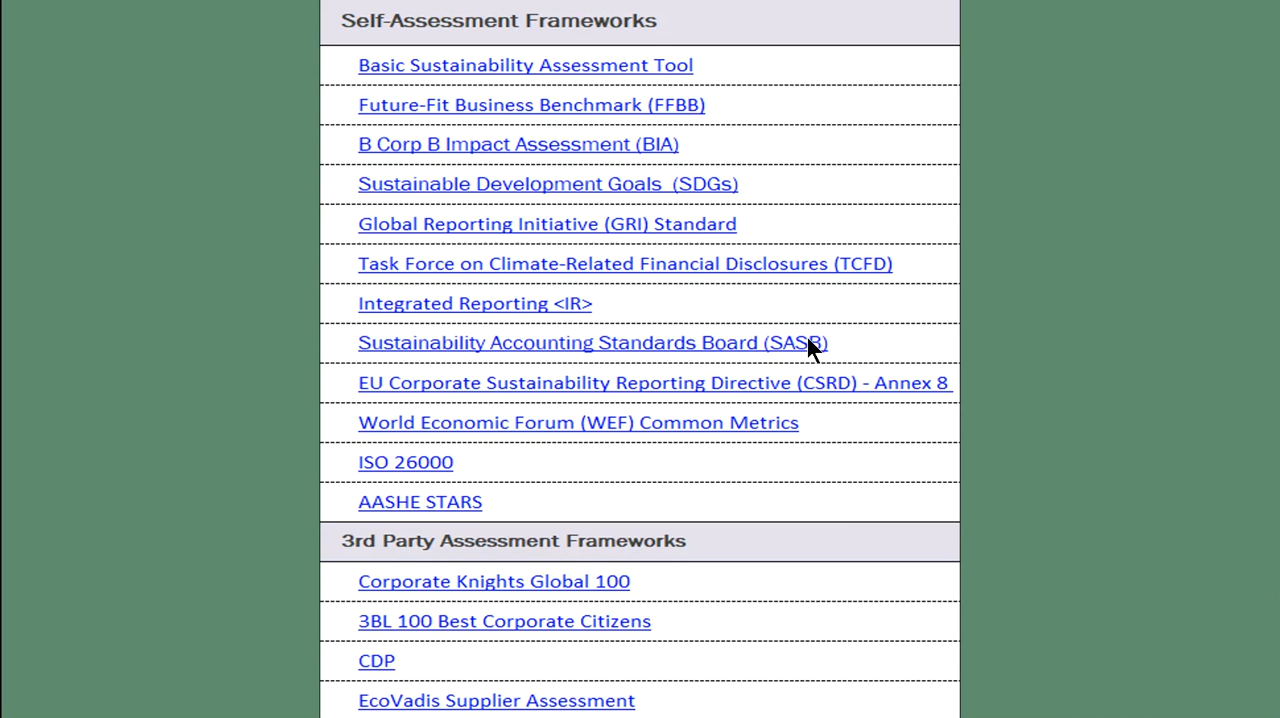 Self-Assessment Frameworks
Basic Sustainability Assessment Tool
Future-Fit Business Benchmark (FFBB)
B Corp B Impact Assessment (BIA)
Sustainable Development Goals  (SDGs)
Global Reporting Initiative (GRI) Standard
Task Force on Climate-Related Financial Disclosures (TCFD)
Integrated Reporting <IR>
Sustainability Accounting Standards Board (SASB)
EU Corporate Sustainability Reporting Directive (CSRD) - Annex 8
World Economic Forum (WEF) Common Metrics
ISO 26000
AASHE STARS
3rd Party Assessment Frameworks
Corporate Knights Global 100
3BL 100 Best Corporate Citizens
CDP
EcoVadis Supplier Assessment